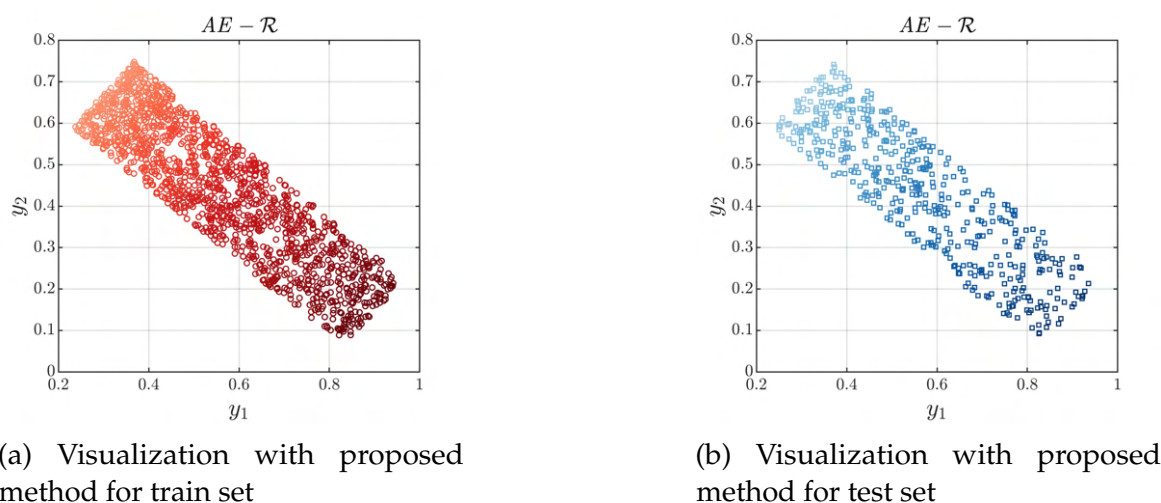 AE − ℛ
0.8
0.7
0.6
0.5
0.4
0.3
0.2
0.1
0
0.2 0.4 0.6 0.8 1
y₁
y₂
(a) Visualization with proposed
method for train set
AE − ℛ
0.8
0.7
0.6
0.5
0.4
0.3
0.2
0.1
0
0.2 0.4 0.6 0.8 1
y₁
y₂
(b) Visualization with proposed
method for test set